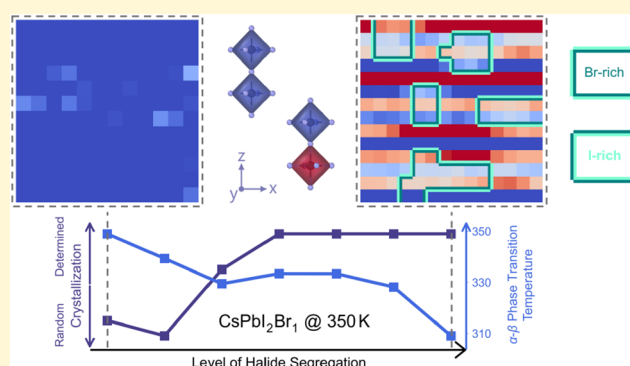 Br-rich
I-rich
z
y
x
Determined
Random
Crystallization
350
330
310
α-β Phase Transition
Temperature
CsPbI₂Br₁ @ 350 K
Level of Halide Segregation